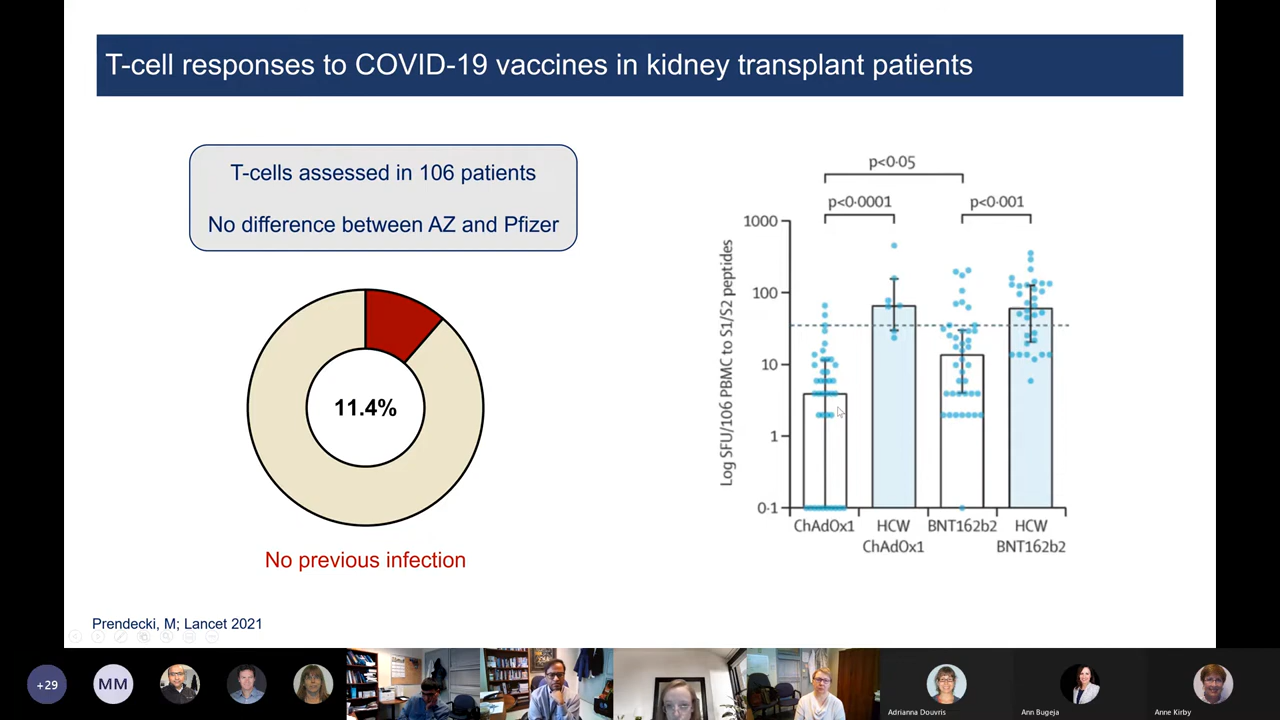 T-cell responses to COVID-19 vaccines in kidney transplant patients
T-cells assessed in 106 patients
No difference between AZ and Pfizer
11.4%
No previous infection
p<0·05
p<0·0001
p<0·001
Log SFU/106 PBMC to S1/S2 peptides
1000
100
10
1
0·1
ChAdOx1
HCW
ChAdOx1
BNT162b2
HCW
BNT162b2
Prendecki, M; Lancet 2021
+29
MM
Adrianna Douvris
Ann Bugeja
Anne Kirby